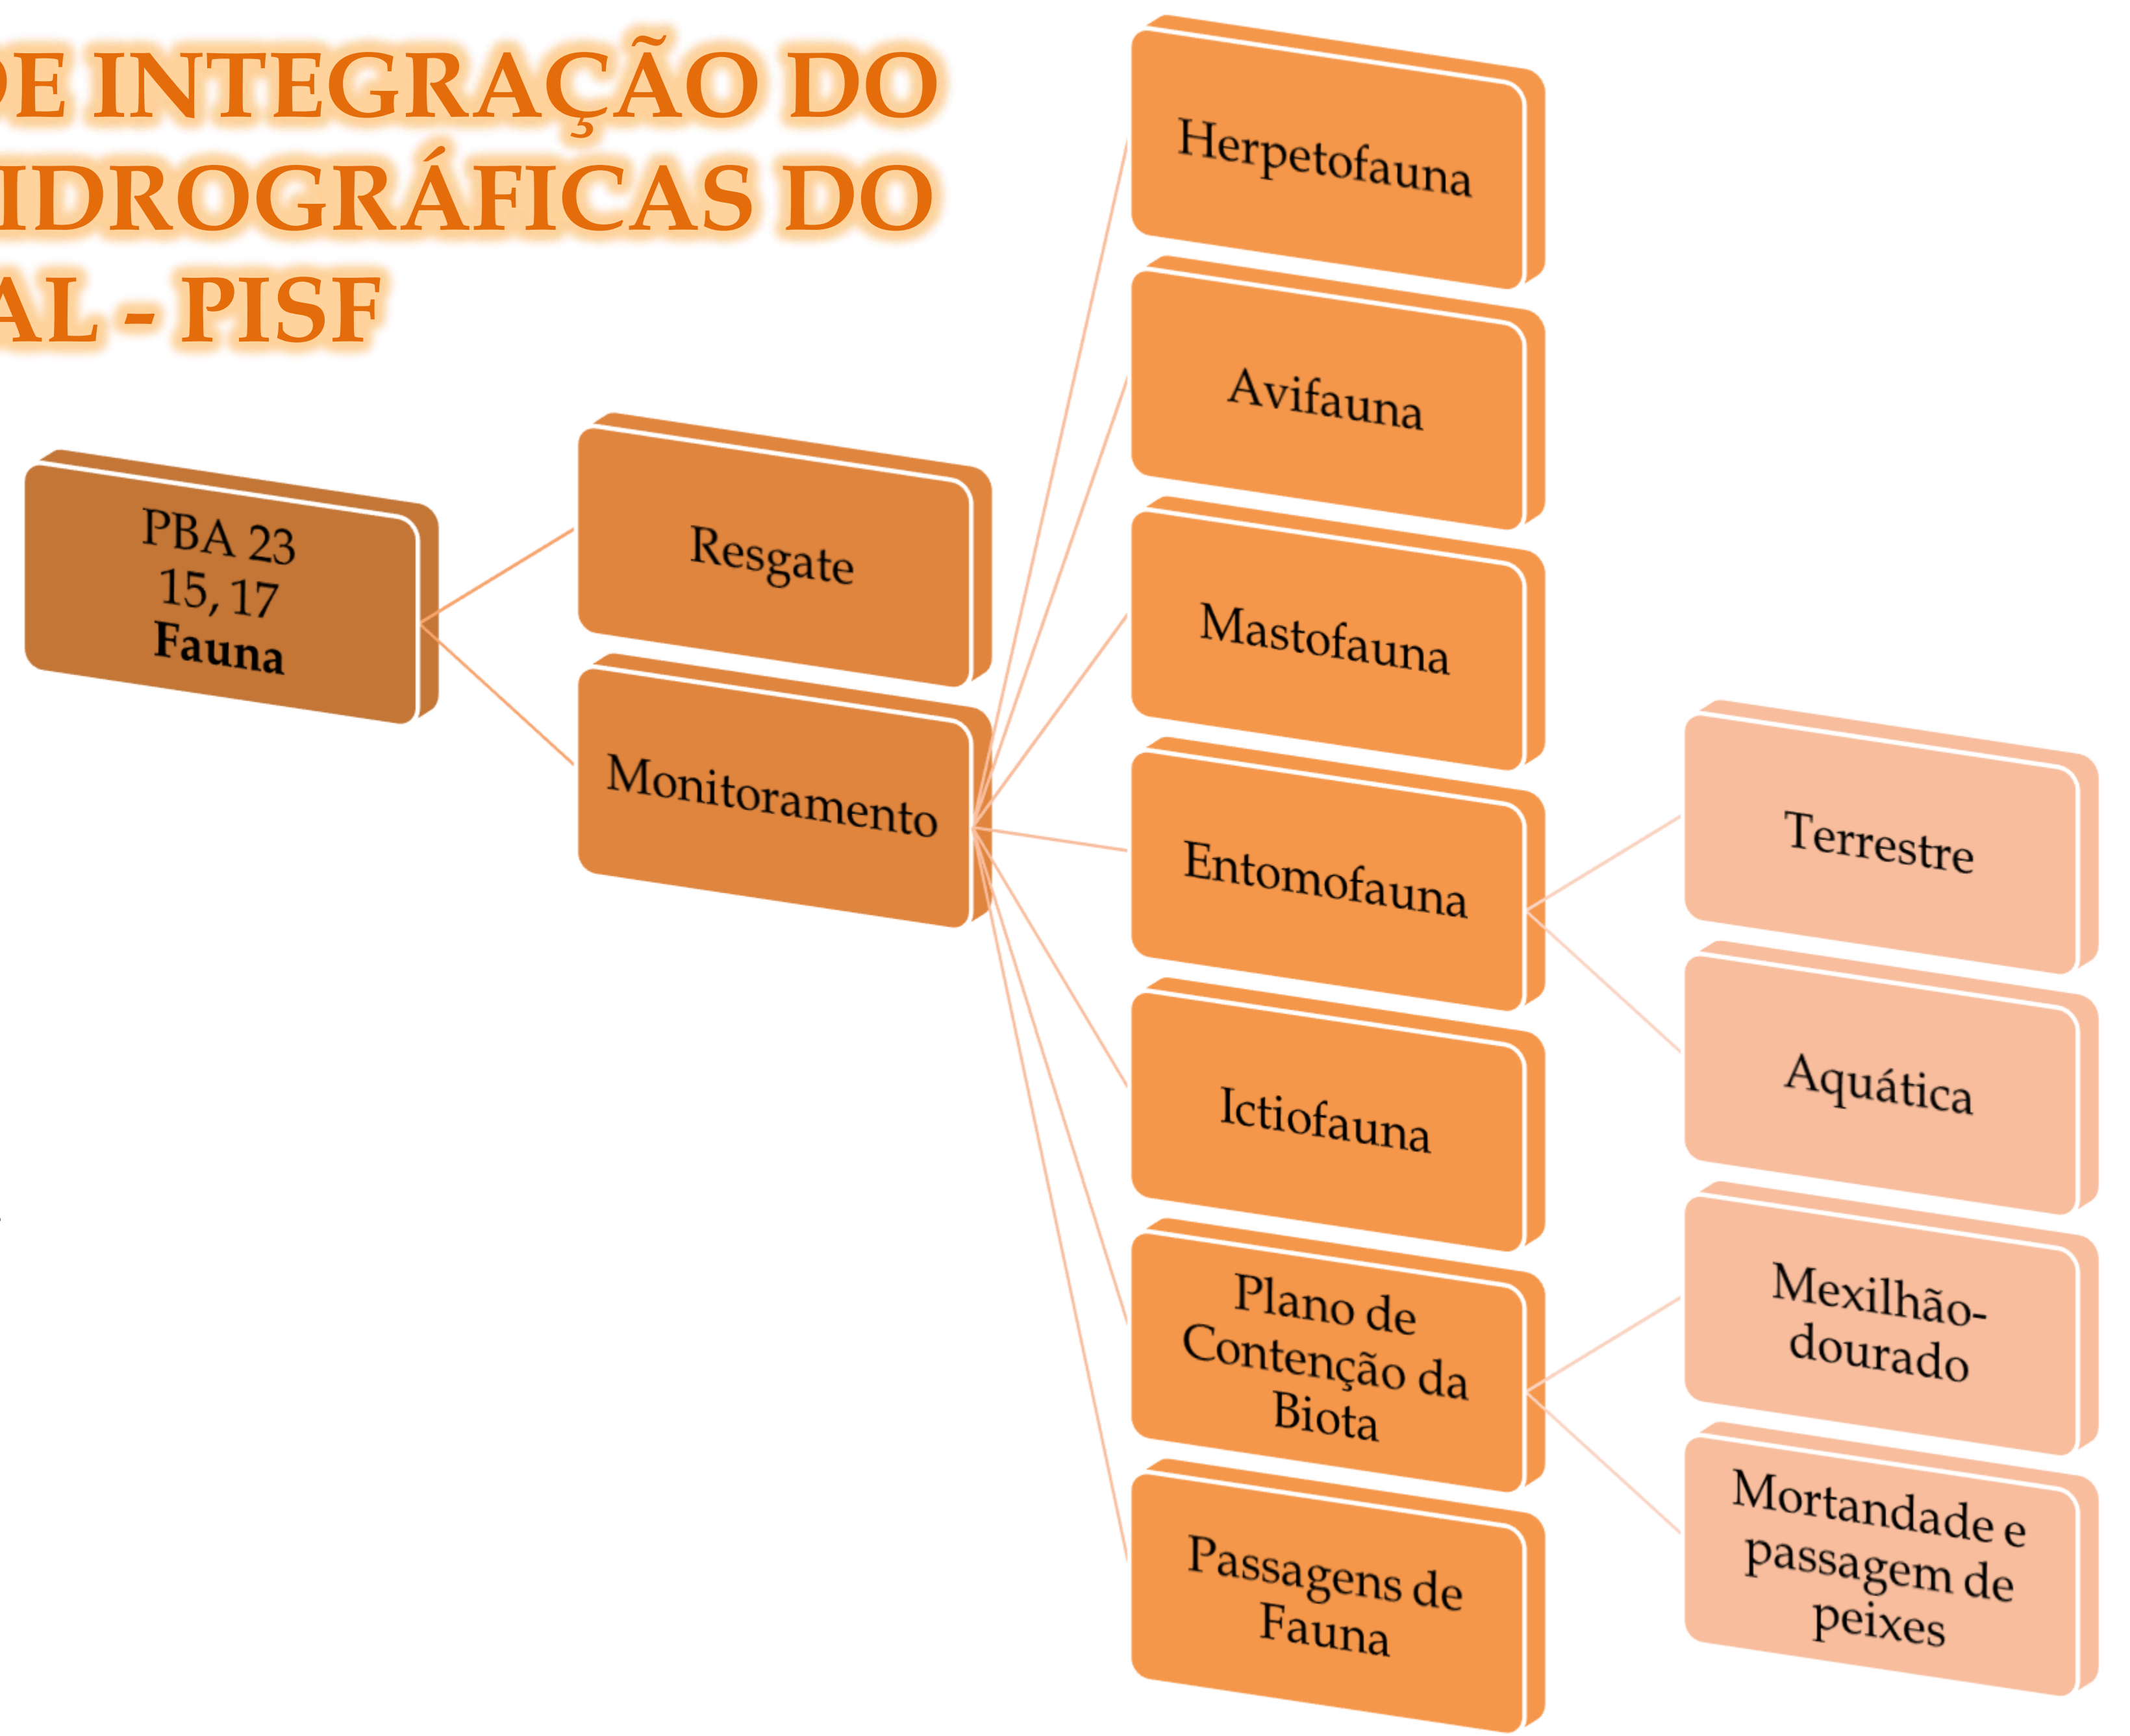 DE INTEGRAÇÃO DO
IDROGRÁFICAS DO
AL - PISF
PBA 23
15, 17
Fauna
Resgate
Monitoramento
Herpetofauna
Avifauna
Mastofauna
Entomofauna
Ictiofauna
Plano de
Contenção da
Biota
Passagens de
Fauna
Terrestre
Aquática
Mexilhão-
dourado
Mortandade e
passagem de
peixes